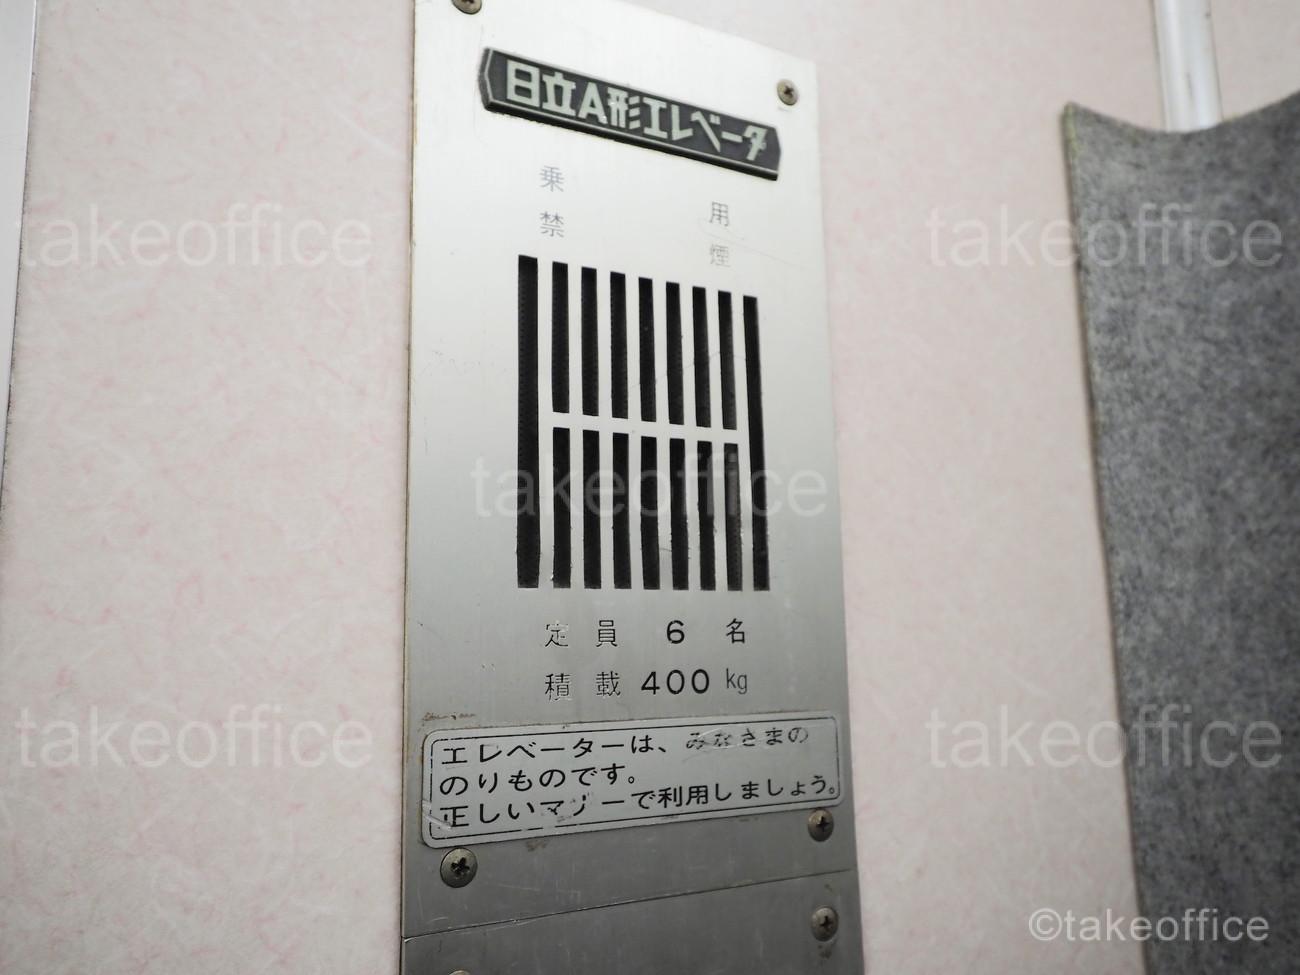 日立A形エレベータ
乗 用
禁 煙
定員 6 名
積載 400 kg
エレベーターは、みなさまの
のりものです。
正しいマナーで利用しましょう。
takeoffice
takeoffice
takeoffice
takeoffice
takeoffice
©takeoffice